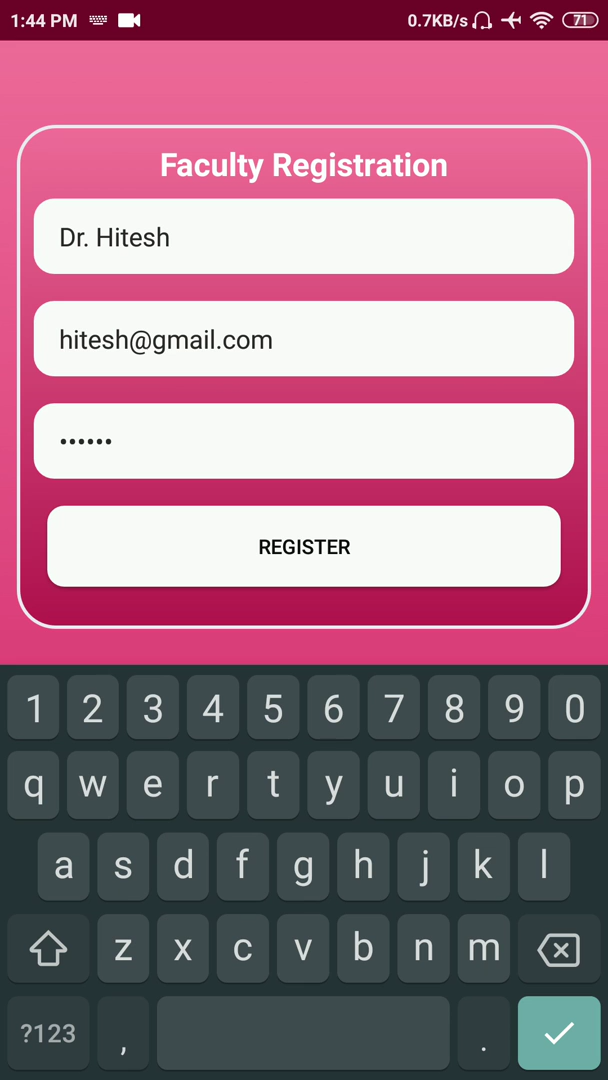 1:44 PM 0.7KB/s 71
Faculty Registration
Dr. Hitesh
hitesh@gmail.com
••••••
REGISTER
1 2 3 4 5 6 7 8 9 0
q w e r t y u i o p
a s d f g h j k l
z x c v b n m
?123 , .